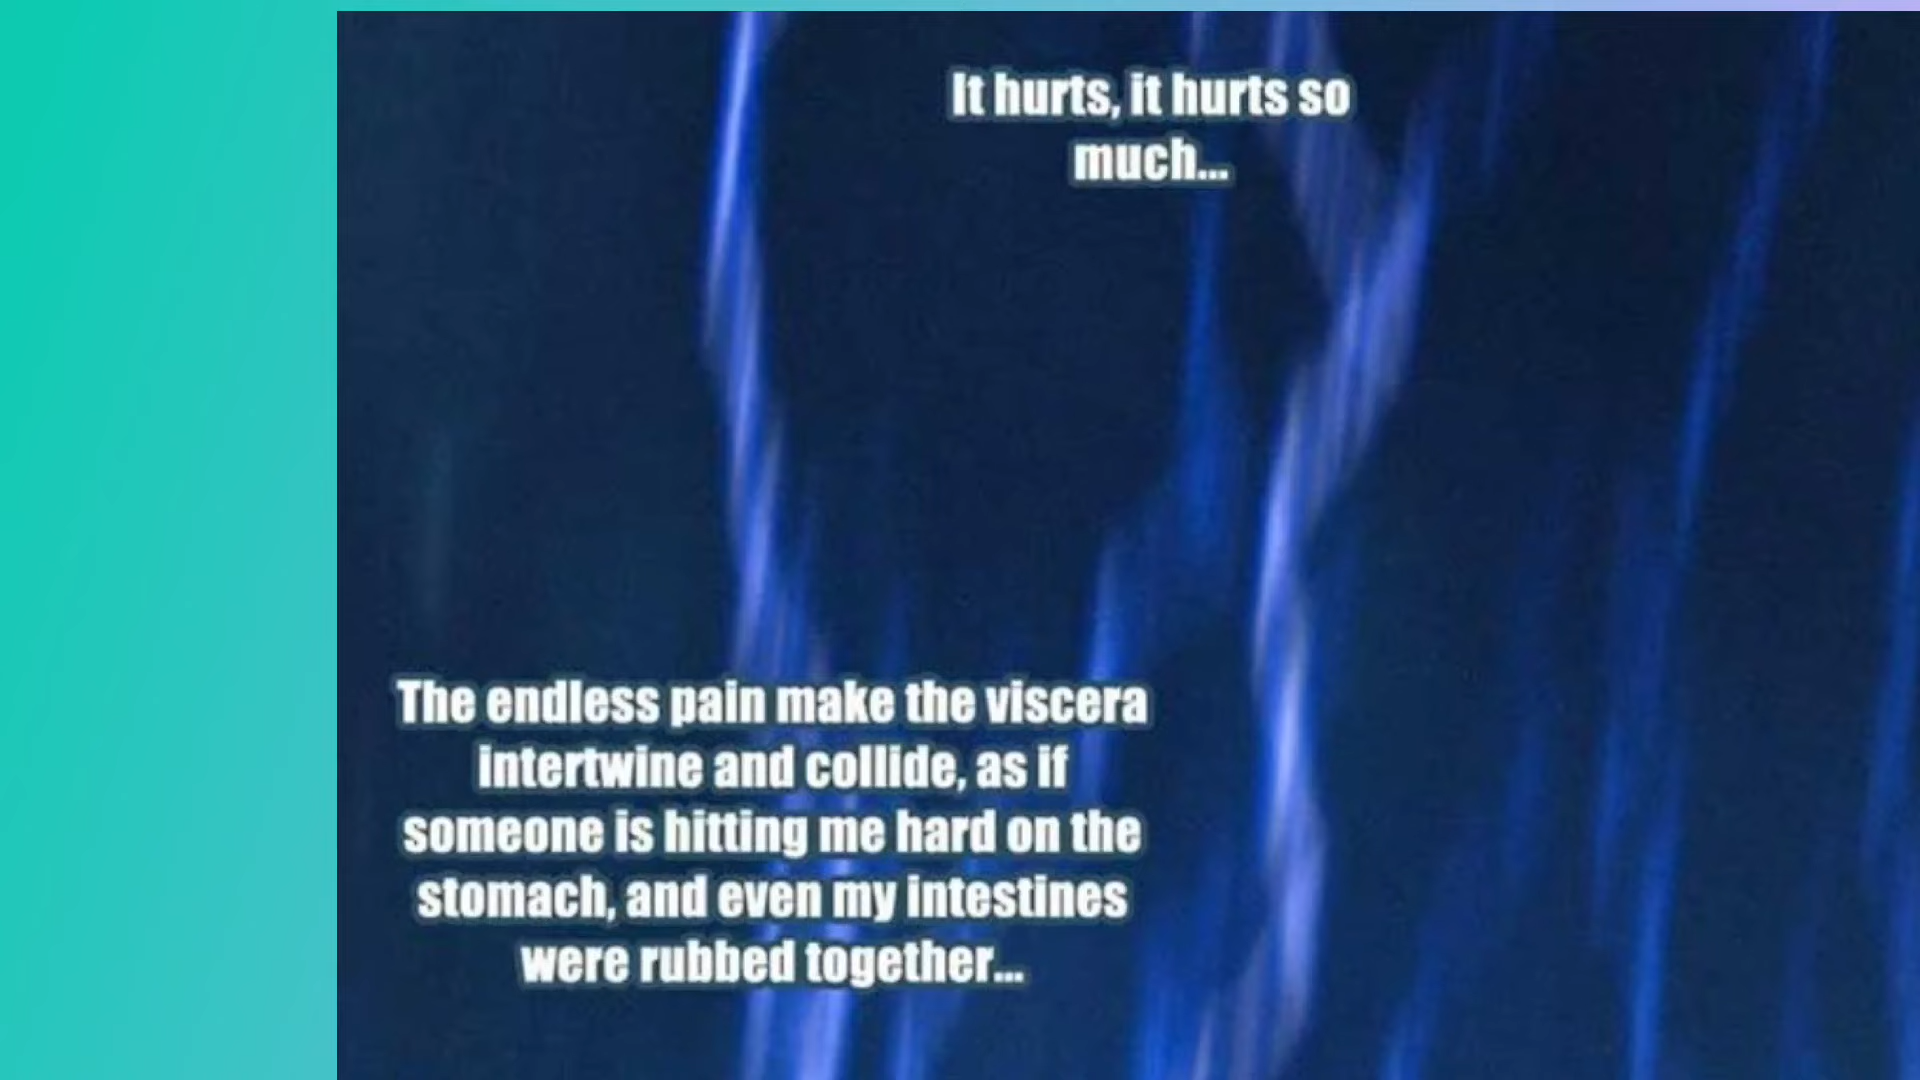 It hurts, it hurts so
much...
The endless pain make the viscera
intertwine and collide, as if
someone is hitting me hard on the
stomach, and even my intestines
were rubbed together...